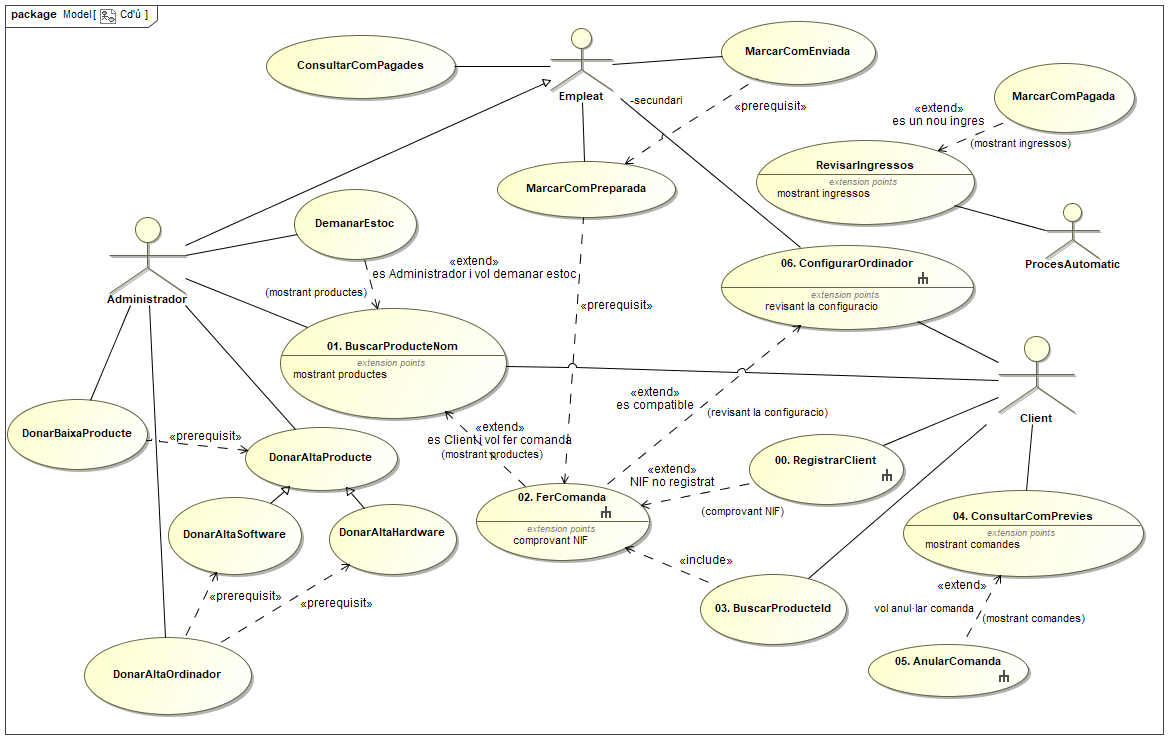 package Model[ Cd'ú ]
ConsultarComPagades
Empleat
MarcarComEnviada
MarcarComPagada
-secundari
«prerequisit»
«extend»
es un nou ingres
(mostrant ingressos)
RevisarIngressos
extension points
mostrant ingressos
MarcarComPreparada
DemanarEstoc
Administrador
ProcesAutomatic
«extend»
es Administrador i vol demanar estoc
(mostrant productes)
«prerequisit»
06. ConfigurarOrdinador
extension points
revisant la configuracio
01. BuscarProducteNom
extension points
mostrant productes
Client
«extend»
es compatible
(revisant la configuracio)
DonarBaixaProducte
«prerequisit»
DonarAltaProducte
«extend»
es Client i vol fer comanda
(mostrant productes)
00. RegistrarClient
«extend»
NIF no registrat
(comprovant NIF)
02. FerComanda
extension points
comprovant NIF
04. ConsultarComPrevies
extension points
mostrant comandes
DonarAltaSoftware
DonarAltaHardware
«include»
03. BuscarProducteId
«prerequisit»
«prerequisit»
«extend»
vol anul·lar comanda
(mostrant comandes)
05. AnularComanda
DonarAltaOrdinador